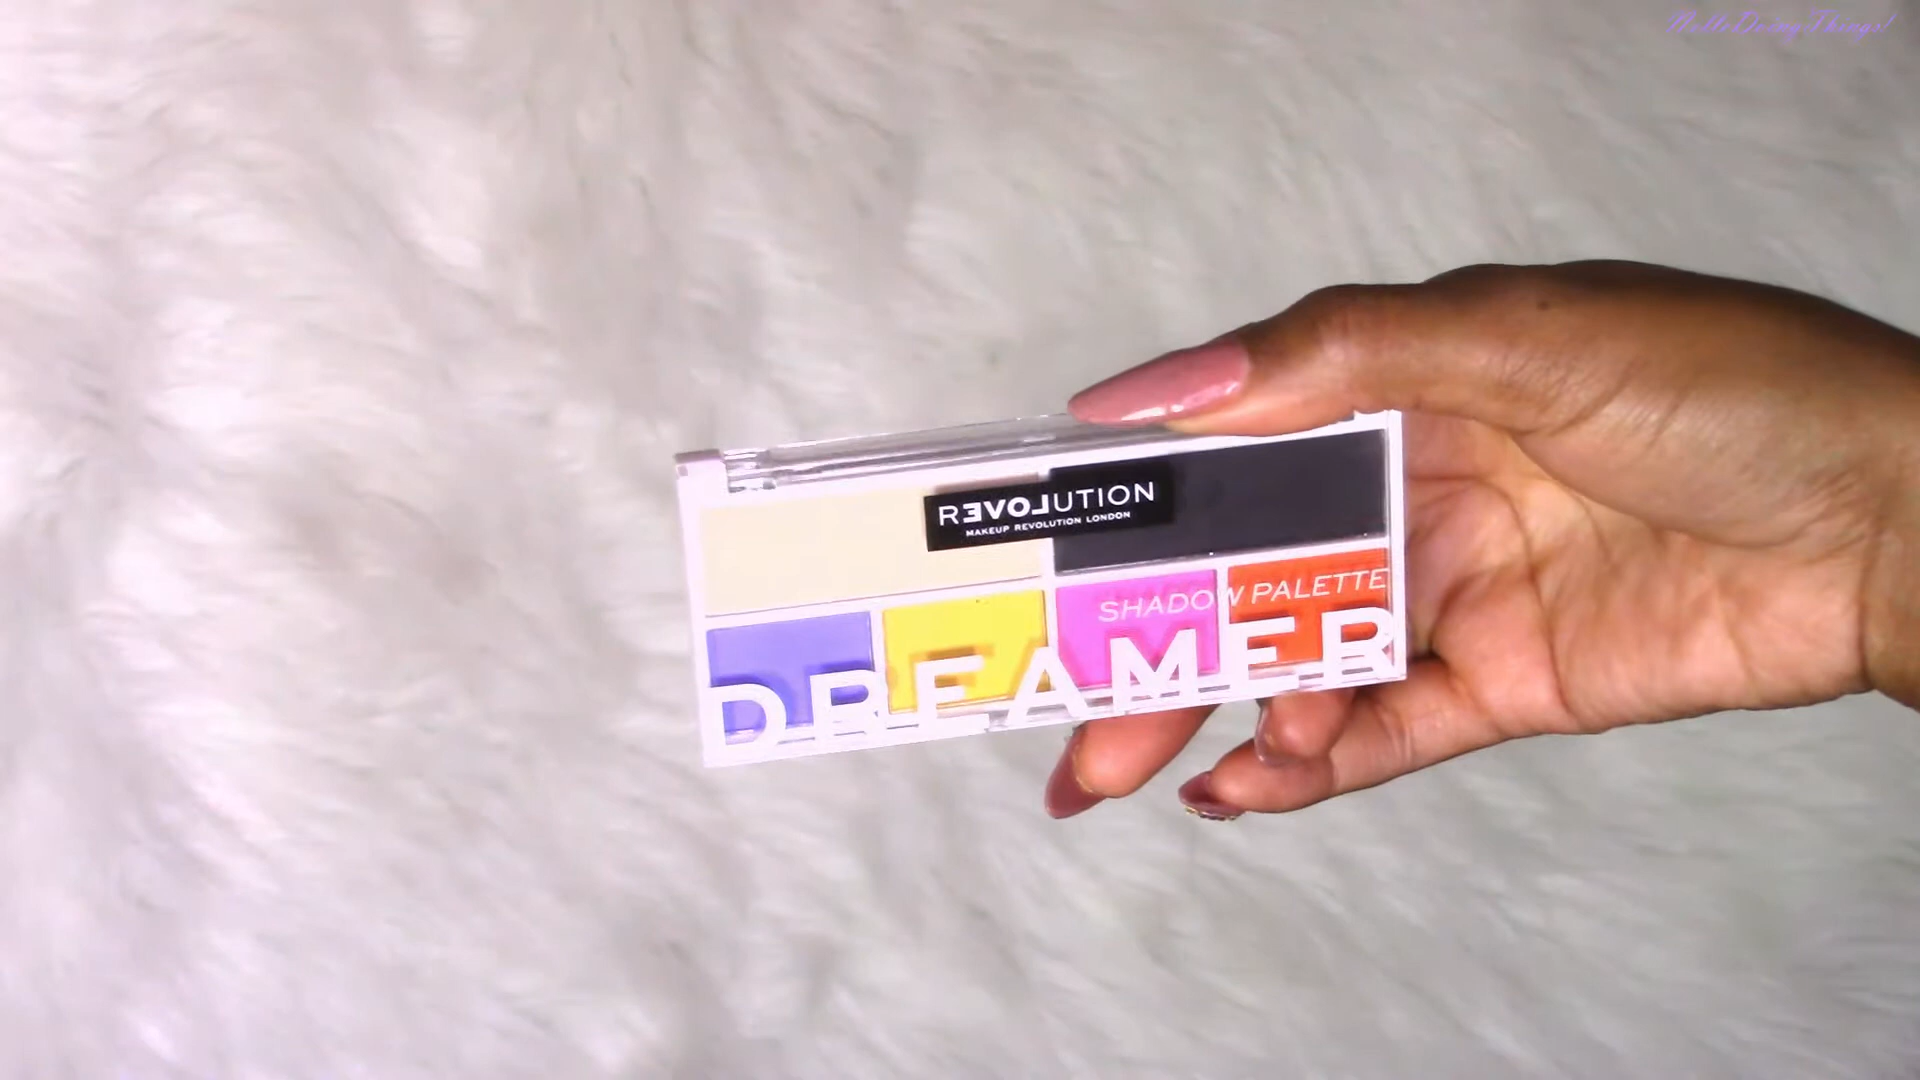 REVOLUTION
MAKEUP REVOLUTION LONDON
SHADOW PALETTE
DREAMER